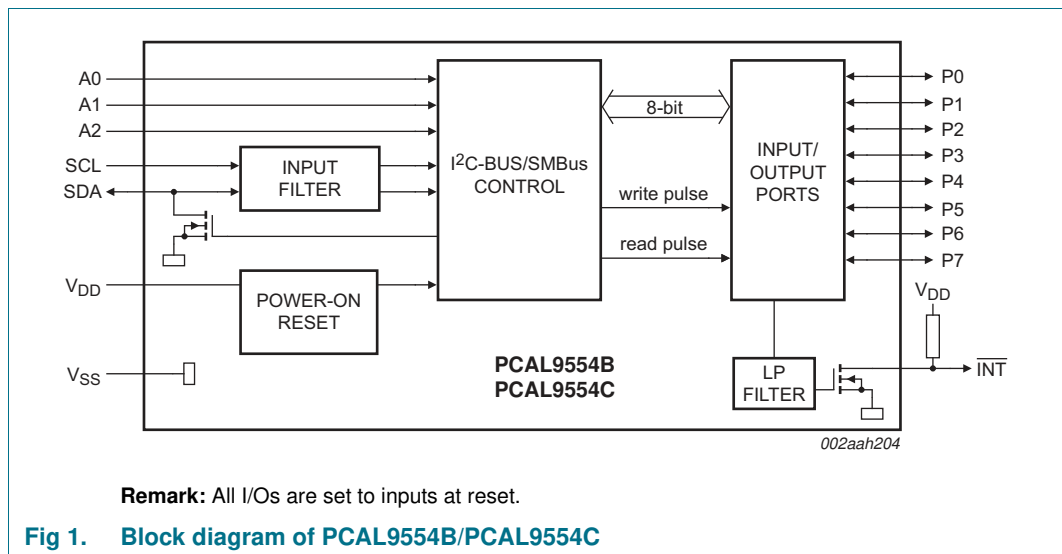 A0
A1
A2
SCL
SDA
VDD
VSS
INPUT
FILTER
POWER-ON
RESET
I2C-BUS/SMBus
CONTROL
8-bit
write pulse
read pulse
INPUT/
OUTPUT
PORTS
P0
P1
P2
P3
P4
P5
P6
P7
VDD
INT
LP
FILTER
PCAL9554B
PCAL9554C
002aah204
Remark: All I/Os are set to inputs at reset.
Fig 1. Block diagram of PCAL9554B/PCAL9554C